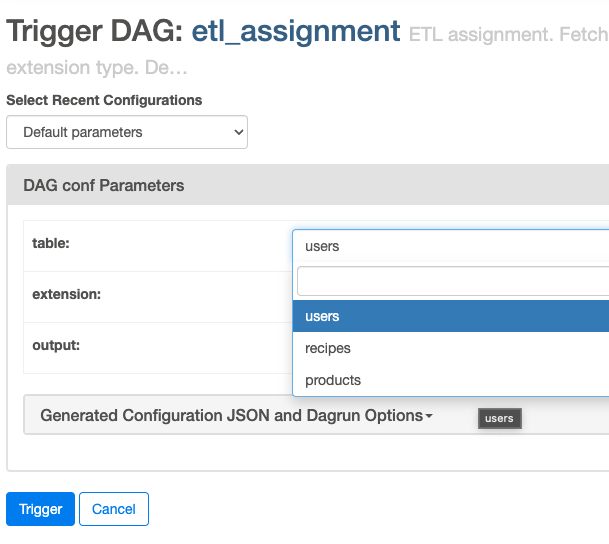 Trigger DAG: etl_assignment ETL assignment. Fetch
extension type. De...
Select Recent Configurations
Default parameters
DAG conf Parameters
table:
users
users
extension:
recipes
output:
products
Generated Configuration JSON and Dagrun Options
users
Trigger
Cancel